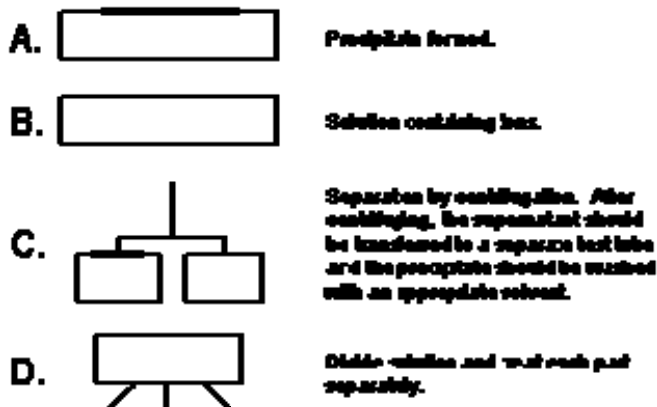 A. Precipitate formed.
B. Solution containing ions.
C. Separation by centrifugation. After
centrifuging, the supernatant should
be transferred to a separate test tube
and the precipitate should be washed
with an appropriate solvent.
D. Divide solution and treat each part
separately.